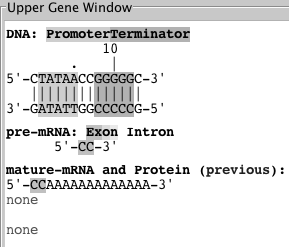 Upper Gene Window
DNA: PromoterTerminator
10
. |
5'-CTATAACCGGGGGC-3'
||||||||||||||
3'-GATATTGGCCCCCG-5'
pre-mRNA: Exon Intron
5'-CC-3'
mature-mRNA and Protein (previous):
5'-CCAAAAAAAAAAAAA-3'
none
none